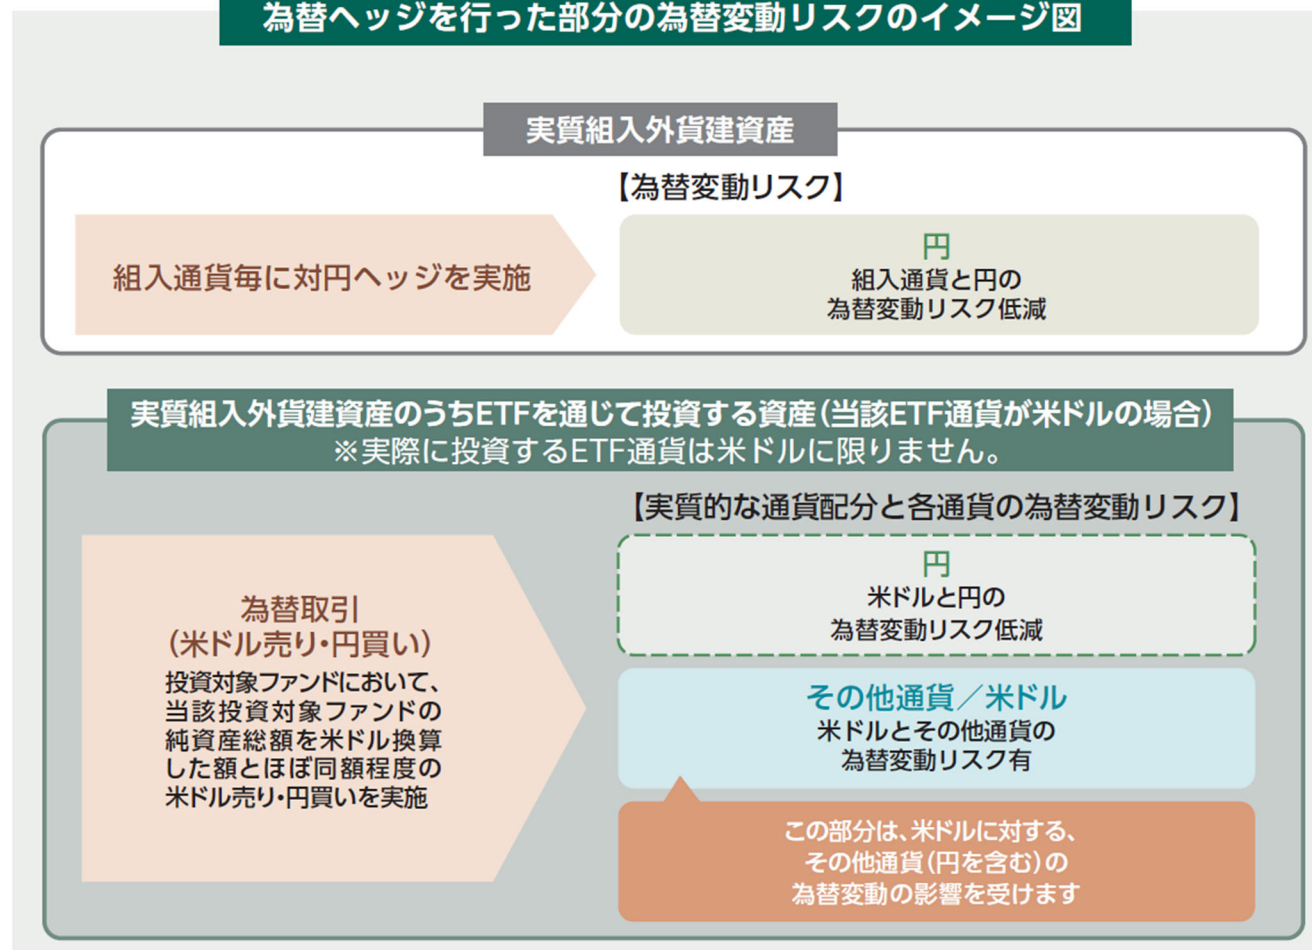 為替ヘッジを行った部分の為替変動リスクのイメージ図
実質組入外貨建資産
【為替変動リスク】
組入通貨毎に対円ヘッジを実施
円
組入通貨と円の
為替変動リスク低減
実質組入外貨建資産のうちETFを通じて投資する資産(当該ETF通貨が米ドルの場合)
※実際に投資するETF通貨は米ドルに限りません。
【実質的な通貨配分と各通貨の為替変動リスク】
為替取引
(米ドル売り・円買い)
投資対象ファンドにおいて、
当該投資対象ファンドの
純資産総額を米ドル換算
した額とほぼ同額程度の
米ドル売り・円買いを実施
円
米ドルと円の
為替変動リスク低減
その他通貨／米ドル
米ドルとその他通貨の
為替変動リスク有
この部分は、米ドルに対する、
その他通貨(円を含む)の
為替変動の影響を受けます